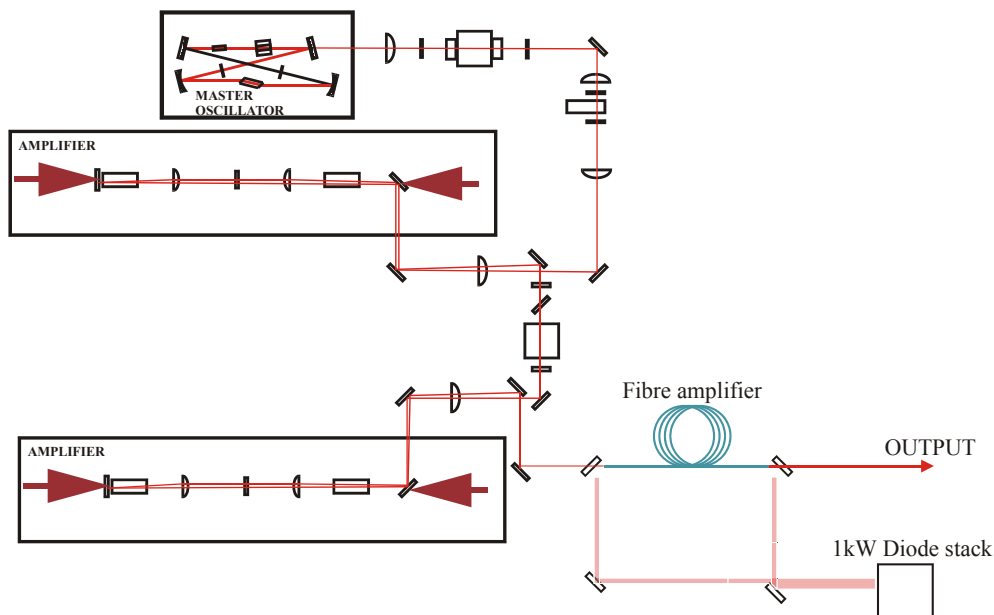 MASTER
OSCILLATOR
AMPLIFIER
Fibre amplifier
AMPLIFIER
OUTPUT
1kW Diode stack